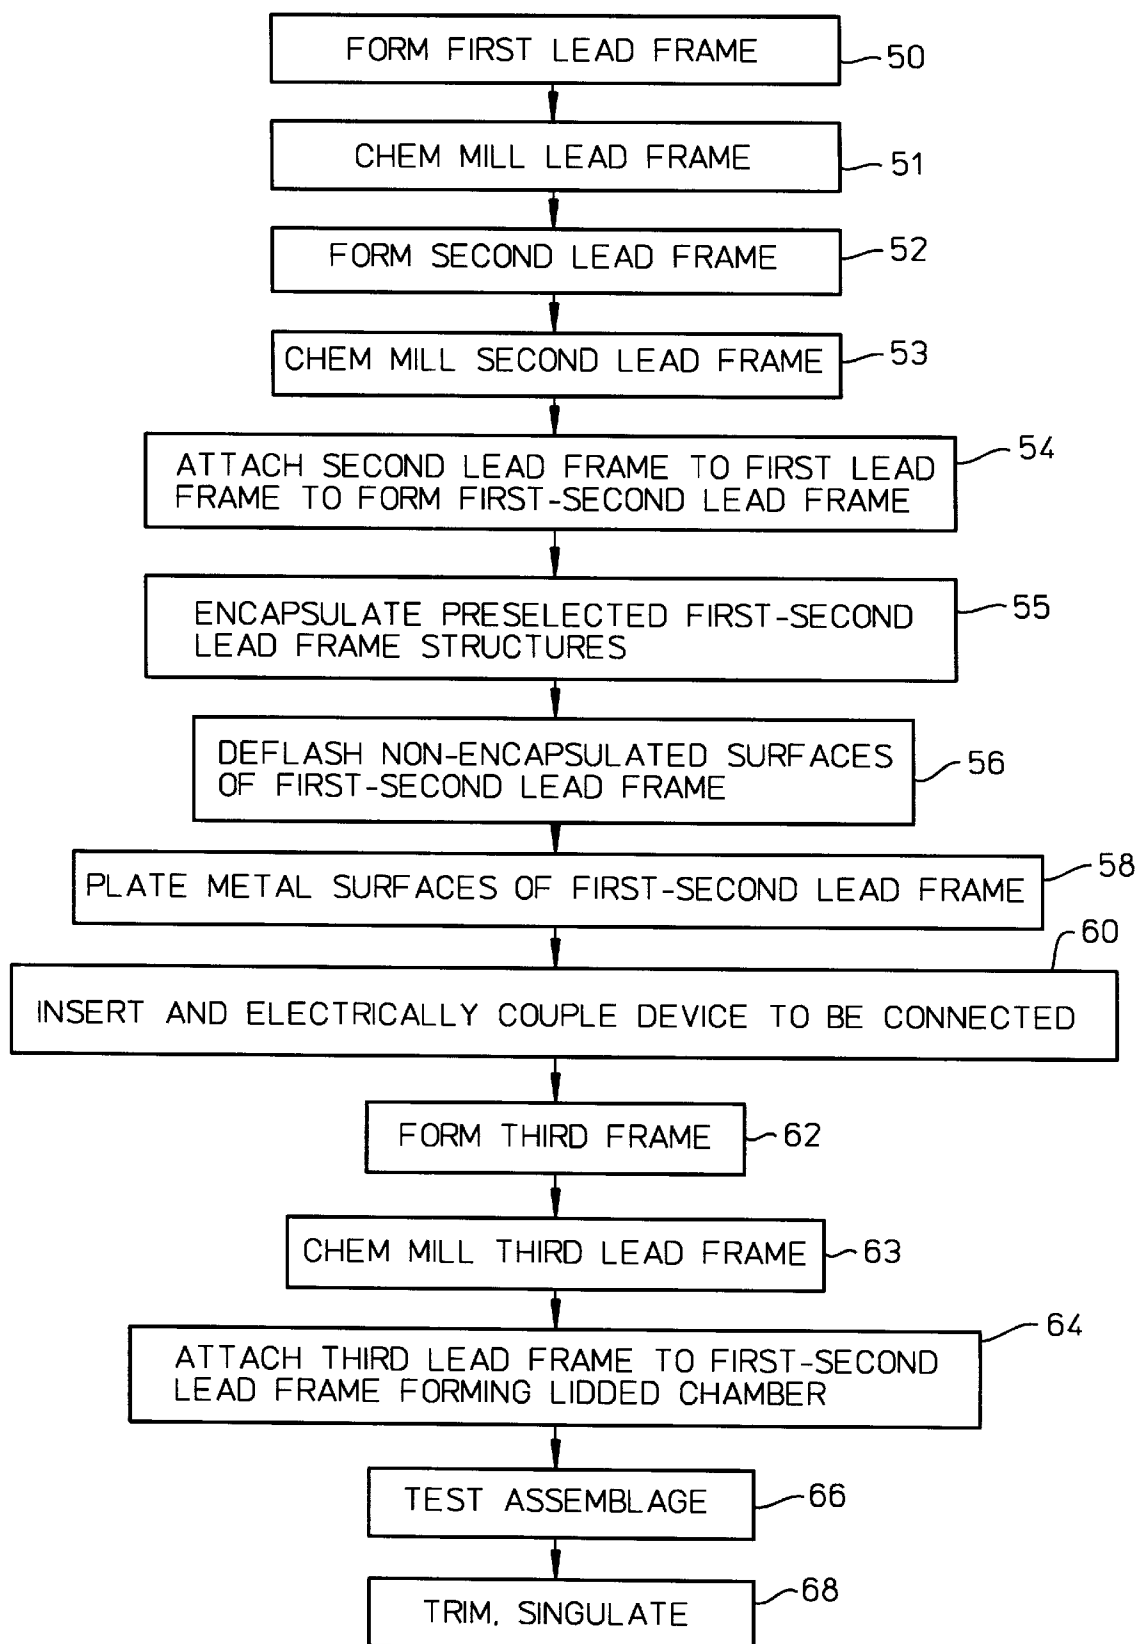 FORM FIRST LEAD FRAME
50
CHEM MILL LEAD FRAME
51
FORM SECOND LEAD FRAME
52
CHEM MILL SECOND LEAD FRAME
53
ATTACH SECOND LEAD FRAME TO FIRST LEAD
FRAME TO FORM FIRST-SECOND LEAD FRAME
54
ENCAPSULATE PRESELECTED FIRST-SECOND
LEAD FRAME STRUCTURES
55
DEFLASH NON-ENCAPSULATED SURFACES
OF FIRST-SECOND LEAD FRAME
56
PLATE METAL SURFACES OF FIRST-SECOND LEAD FRAME
58
INSERT AND ELECTRICALLY COUPLE DEVICE TO BE CONNECTED
60
FORM THIRD FRAME
62
CHEM MILL THIRD LEAD FRAME
63
ATTACH THIRD LEAD FRAME TO FIRST-SECOND
LEAD FRAME FORMING LIDDED CHAMBER
64
TEST ASSEMBLAGE
66
TRIM, SINGULATE
68